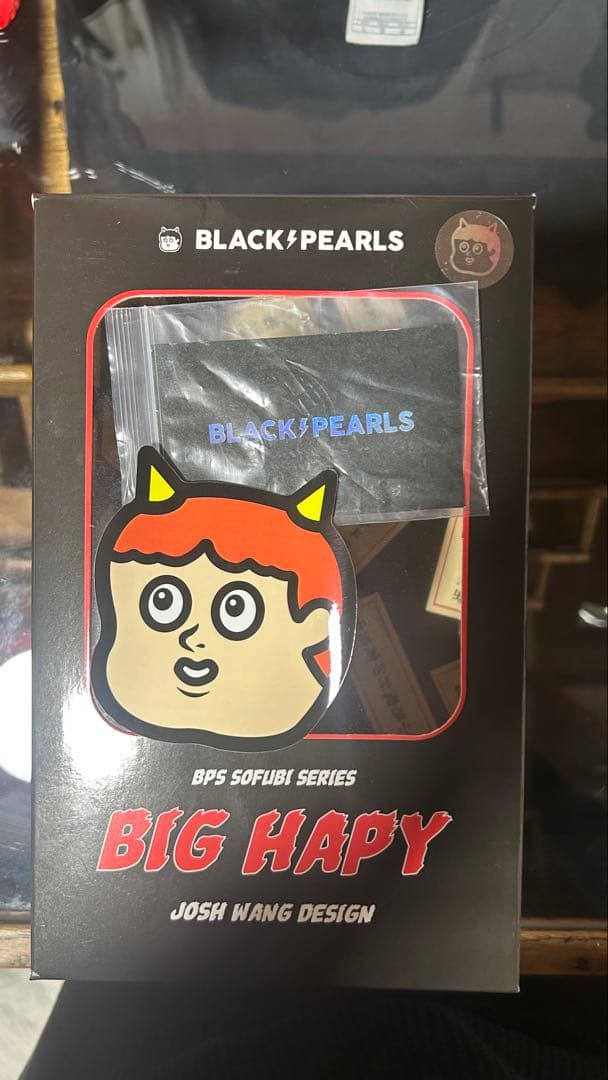 BLACK⚡PEARLS
BLACK⚡PEARLS
BPS SOFUBI SERIES
BIG HAPY
JOSH WANG DESIGN